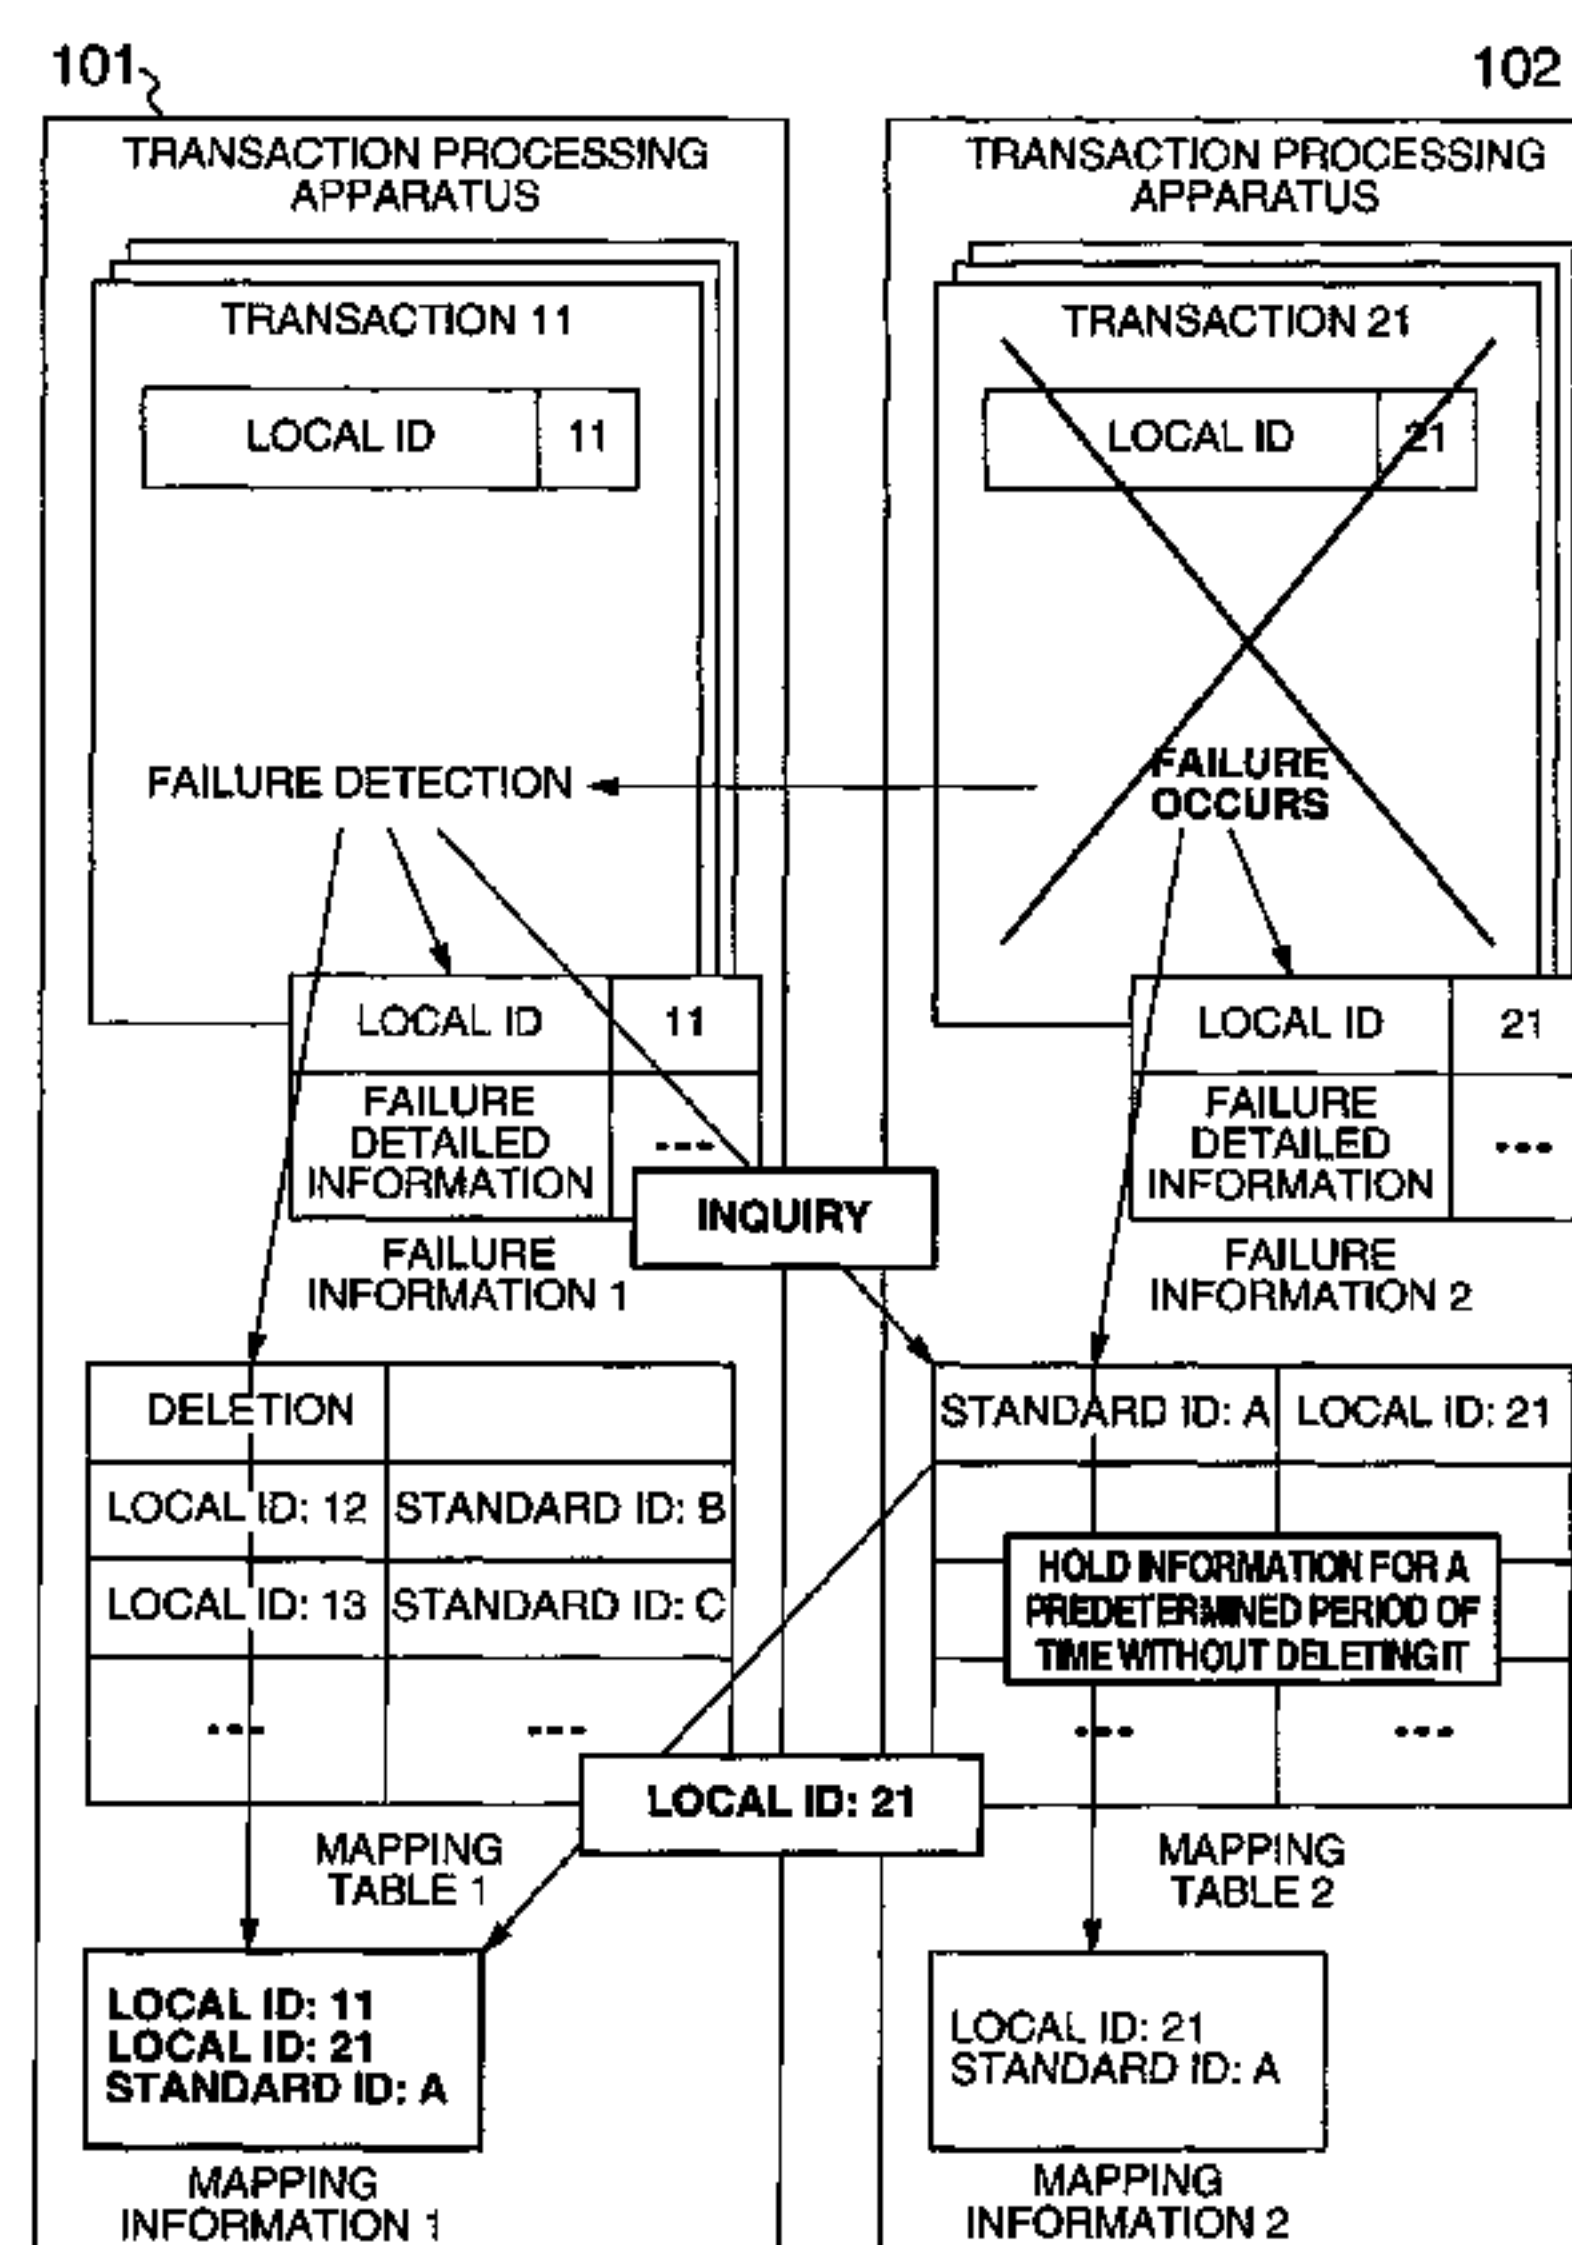 101
102
TRANSACTION PROCESSING
APPARATUS
TRANSACTION 11
LOCAL ID 11
FAILURE DETECTION
LOCAL ID 11
FAILURE
DETAILED
INFORMATION
---
FAILURE
INFORMATION 1
TRANSACTION PROCESSING
APPARATUS
TRANSACTION 21
LOCAL ID 21
FAILURE
OCCURS
LOCAL ID 21
FAILURE
DETAILED
INFORMATION
---
FAILURE
INFORMATION 2
INQUIRY
DELETION
LOCAL ID: 12 STANDARD ID: B
LOCAL ID: 13 STANDARD ID: C
--- ---
MAPPING
TABLE 1
STANDARD ID: A LOCAL ID: 21
HOLD INFORMATION FOR A
PREDETERMINED PERIOD OF
TIME WITHOUT DELETING IT
--- ---
MAPPING
TABLE 2
LOCAL ID: 21
LOCAL ID: 11
LOCAL ID: 21
STANDARD ID: A
MAPPING
INFORMATION 1
LOCAL ID: 21
STANDARD ID: A
MAPPING
INFORMATION 2